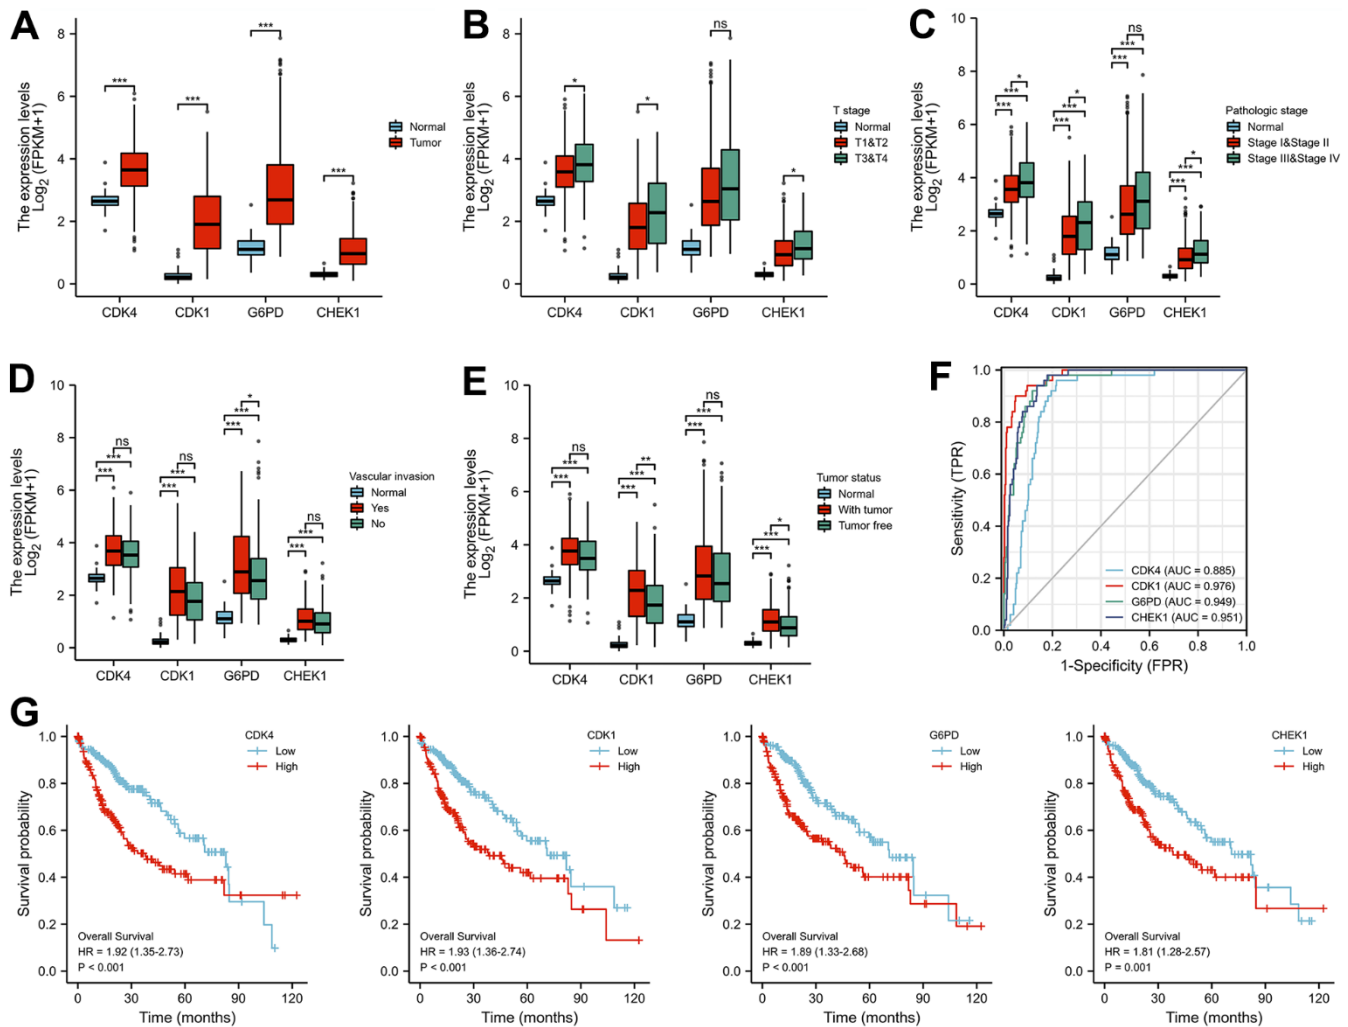 A
The expression levels
Log2 (FPKM+1)
8
6
4
2
0
***
***
***
***
CDK4
CDK1
G6PD
CHEK1
Normal
Tumor
B
The expression levels
Log2 (FPKM+1)
8
6
4
2
0
*
*
ns
*
CDK4
CDK1
G6PD
CHEK1
T stage
Normal
T1&T2
T3&T4
C
The expression levels
Log2 (FPKM+1)
10
8
6
4
2
0
***
***
*
***
***
*
***
***
ns
***
***
*
CDK4
CDK1
G6PD
CHEK1
Pathologic stage
Normal
Stage I&Stage II
Stage III&Stage IV
D
The expression levels
Log2 (FPKM+1)
10
8
6
4
2
0
***
***
ns
***
***
ns
***
***
*
***
***
ns
CDK4
CDK1
G6PD
CHEK1
Vascular invasion
Normal
Yes
No
E
The expression levels
Log2 (FPKM+1)
10
8
6
4
2
0
***
***
ns
***
***
**
***
***
ns
***
***
*
CDK4
CDK1
G6PD
CHEK1
Tumor status
Normal
With tumor
Tumor free
F
Sensitivity (TPR)
1.0
0.8
0.6
0.4
0.2
0.0
CDK4 (AUC = 0.885)
CDK1 (AUC = 0.976)
G6PD (AUC = 0.949)
CHEK1 (AUC = 0.951)
0.0 0.2 0.4 0.6 0.8 1.0
1-Specificity (FPR)
G
Survival probability
1.0
0.8
0.6
0.4
0.2
0.0
CDK4
Low
High
Overall Survival
HR = 1.92 (1.35-2.73)
P < 0.001
0 30 60 90 120
Time (months)
Survival probability
1.0
0.8
0.6
0.4
0.2
0.0
CDK1
Low
High
Overall Survival
HR = 1.93 (1.36-2.74)
P < 0.001
0 30 60 90 120
Time (months)
Survival probability
1.0
0.8
0.6
0.4
0.2
0.0
G6PD
Low
High
Overall Survival
HR = 1.89 (1.33-2.68)
P < 0.001
0 30 60 90 120
Time (months)
Survival probability
1.0
0.8
0.6
0.4
0.2
0.0
CHEK1
Low
High
Overall Survival
HR = 1.81 (1.28-2.57)
P = 0.001
0 30 60 90 120
Time (months)